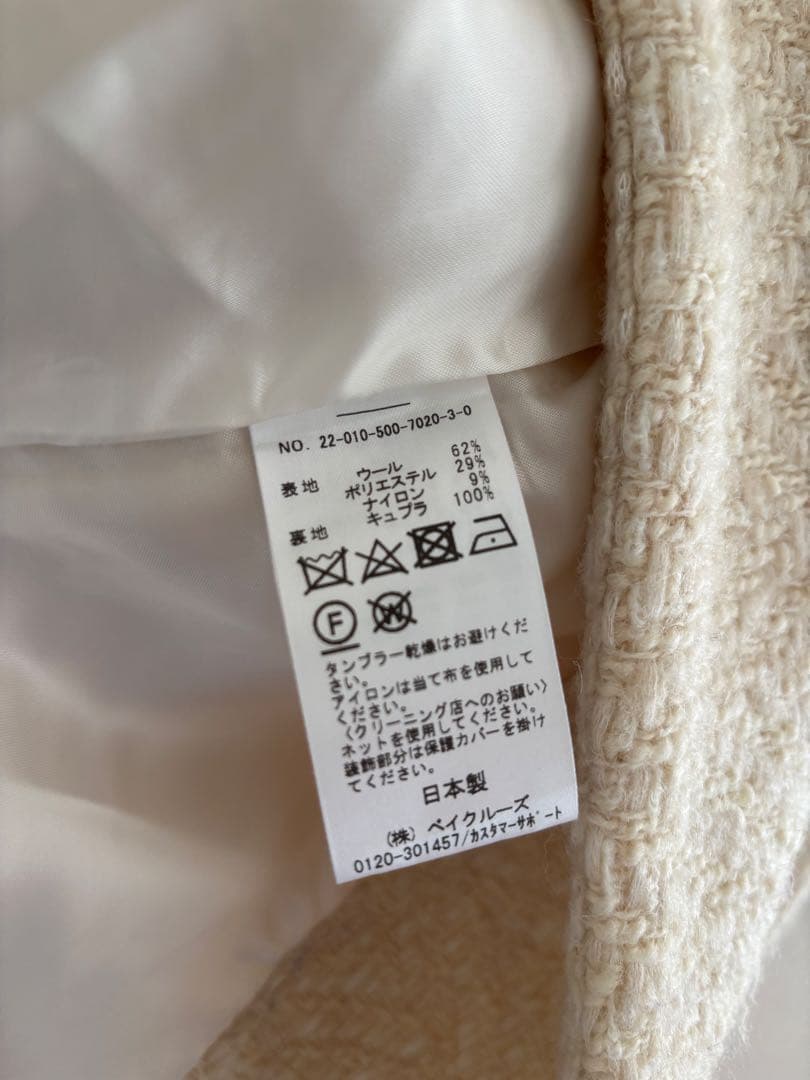 NO. 22-010-500-7020-3-0
表地 ウール 62%
ポリエステル 29%
ナイロン 9%
裏地 キュプラ 100%
F W
タンブラー乾燥はお避けくだ
さい。
アイロンは当て布を使用して
ください。
〈クリーニング店へのお願い〉
ネットを使用してください。
装飾部分は保護カバーを掛け
てください。
日本製
(株) ベイクルーズ
0120-301457/カスタマーサポート